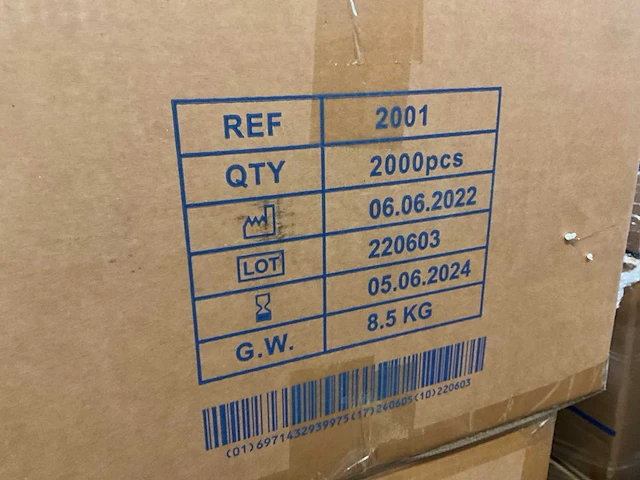 REF 2001
QTY 2000pcs
06.06.2022
LOT 220603
05.06.2024
G.W. 8.5 KG
(01)6971432939975(17)240605(10)220603